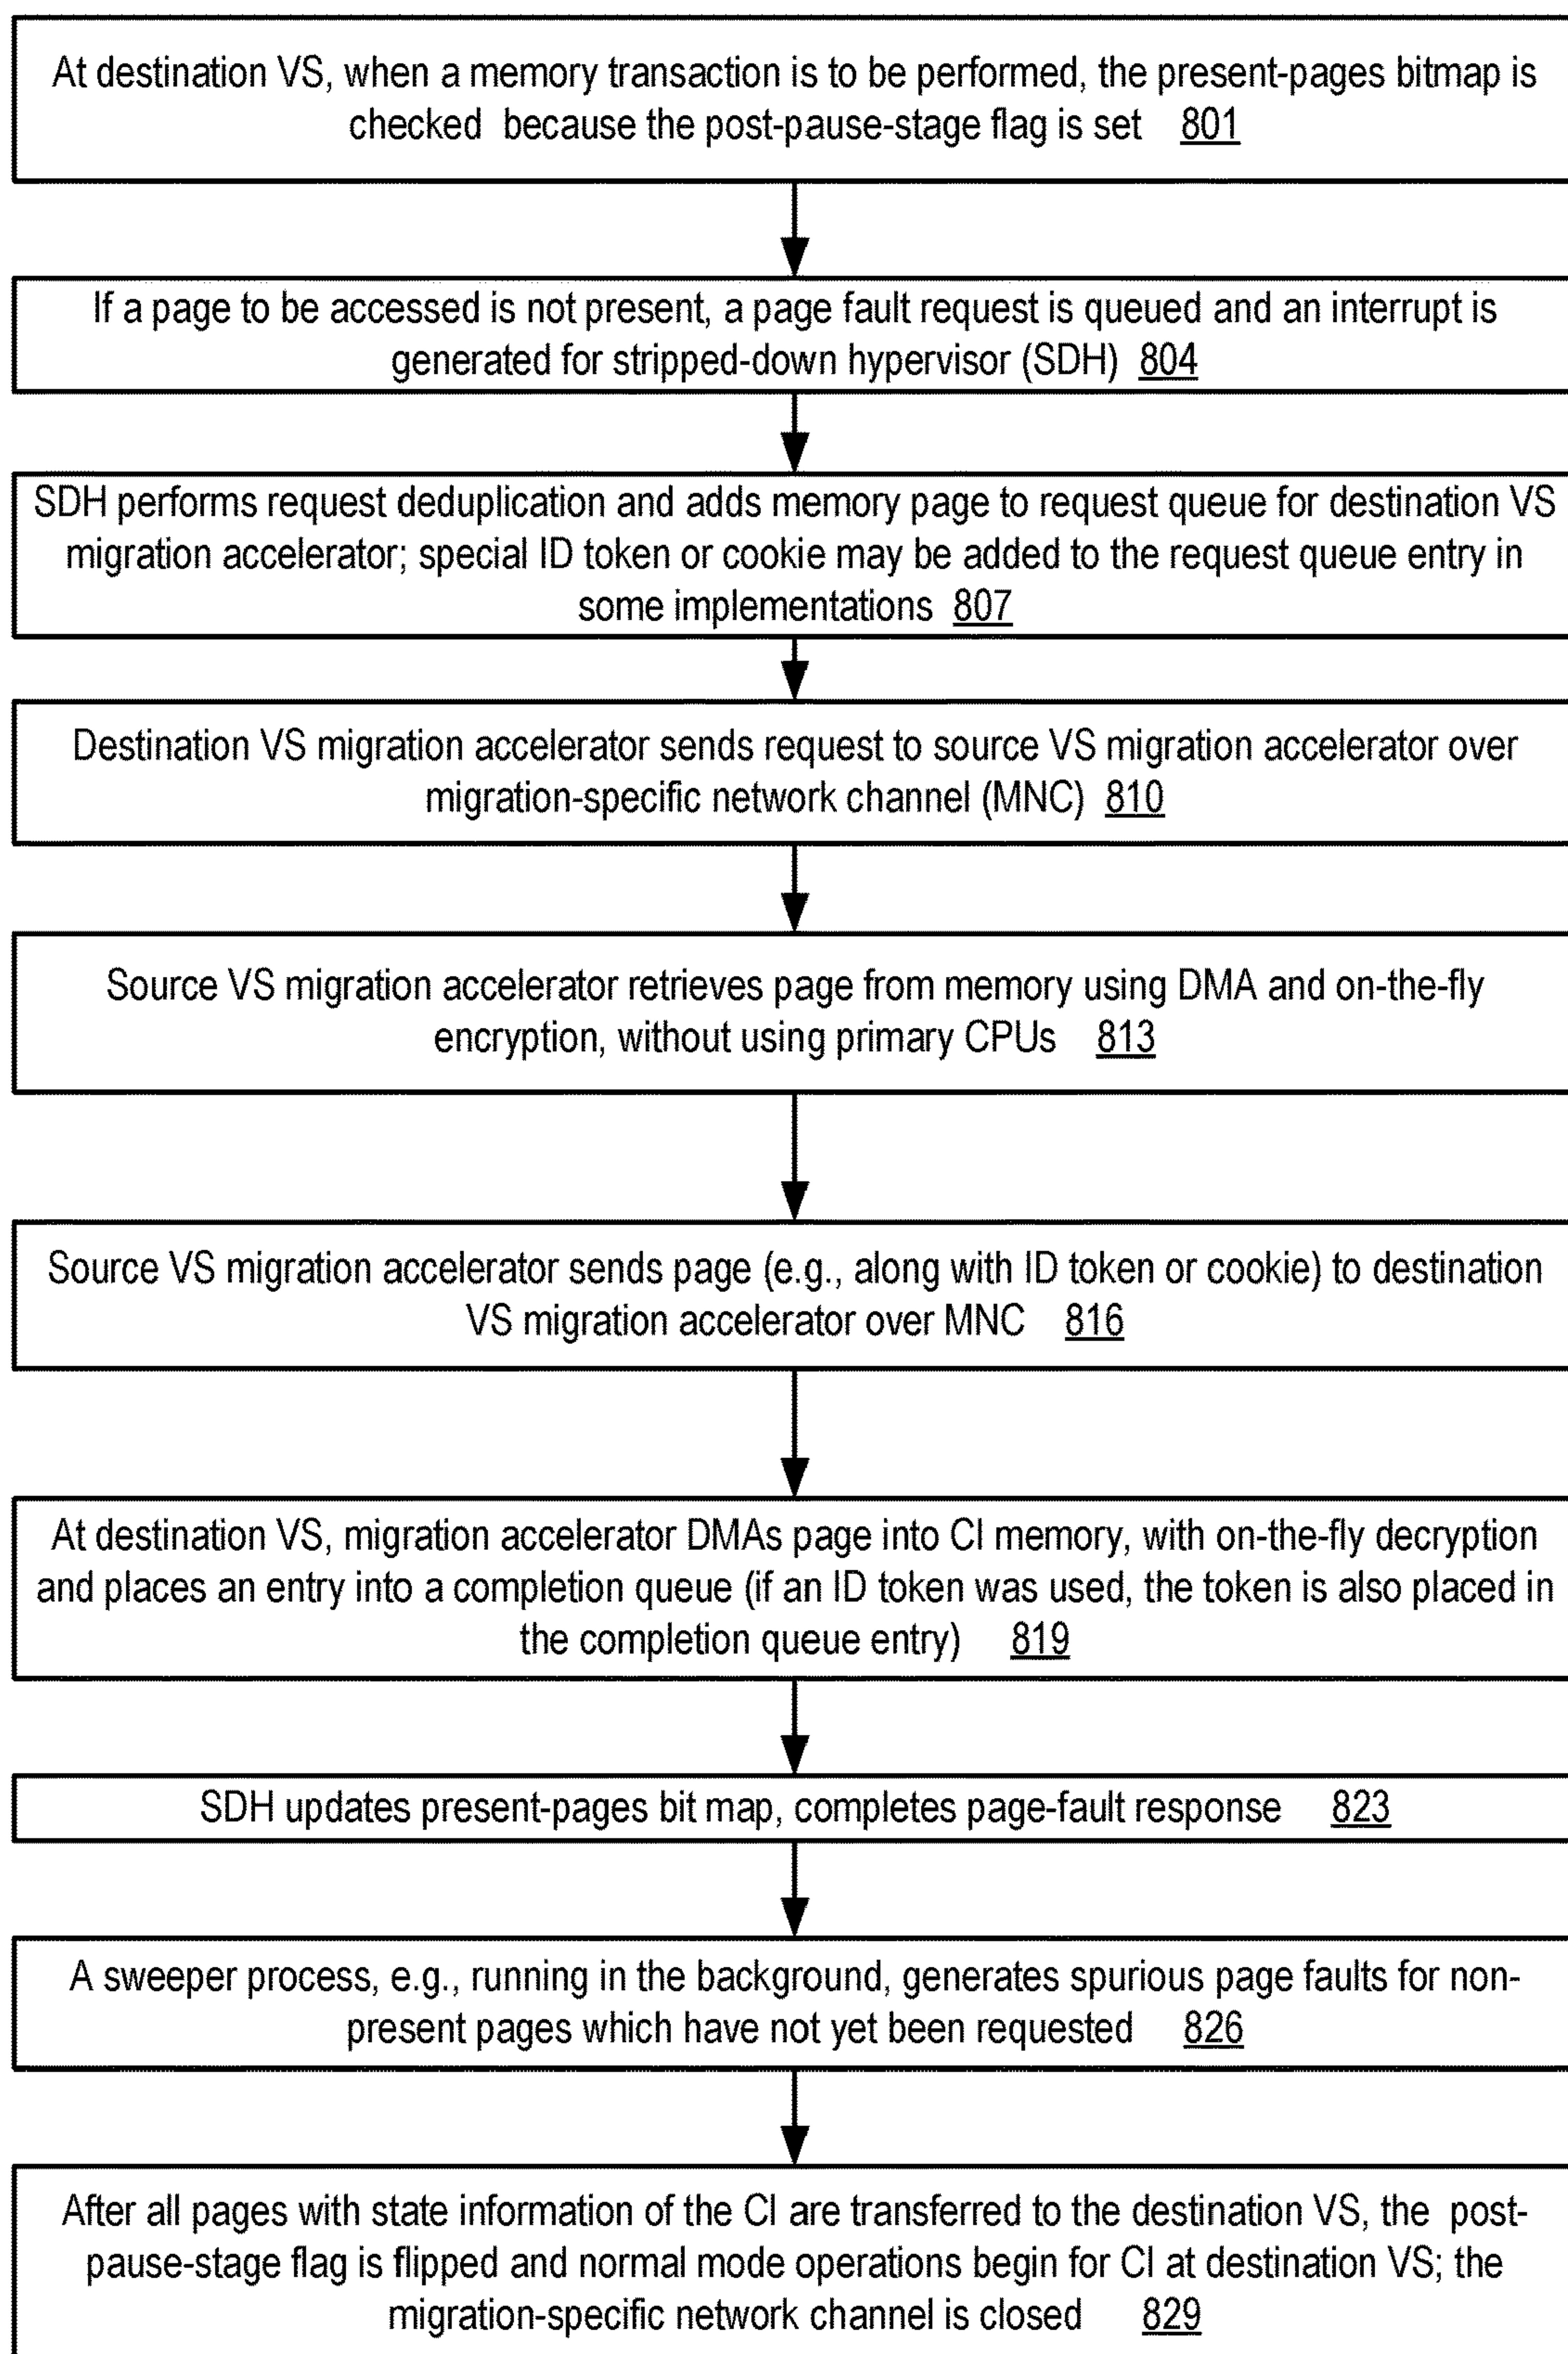 At destination VS, when a memory transaction is to be performed, the present-pages bitmap is
checked because the post-pause-stage flag is set 801
If a page to be accessed is not present, a page fault request is queued and an interrupt is
generated for stripped-down hypervisor (SDH) 804
SDH performs request deduplication and adds memory page to request queue for destination VS
migration accelerator; special ID token or cookie may be added to the request queue entry in
some implementations 807
Destination VS migration accelerator sends request to source VS migration accelerator over
migration-specific network channel (MNC) 810
Source VS migration accelerator retrieves page from memory using DMA and on-the-fly
encryption, without using primary CPUs 813
Source VS migration accelerator sends page (e.g., along with ID token or cookie) to destination
VS migration accelerator over MNC 816
At destination VS, migration accelerator DMAs page into CI memory, with on-the-fly decryption
and places an entry into a completion queue (if an ID token was used, the token is also placed in
the completion queue entry) 819
SDH updates present-pages bit map, completes page-fault response 823
A sweeper process, e.g., running in the background, generates spurious page faults for non-
present pages which have not yet been requested 826
After all pages with state information of the CI are transferred to the destination VS, the post-
pause-stage flag is flipped and normal mode operations begin for CI at destination VS; the
migration-specific network channel is closed 829